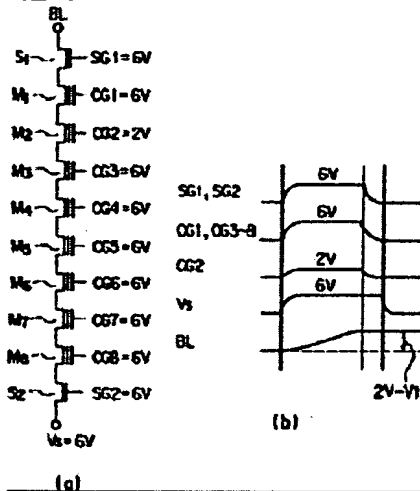 BL
S1 SG1=6V
M1 CG1=6V
M2 CG2=2V
M3 CG3=6V
M4 CG4=6V
M5 CG5=6V
M6 CG6=6V
M7 CG7=6V
M8 CG8=6V
S2 SG2=6V
Vs=6V
(a)
SG1, SG2 6V
CG1, CG3~8 6V
CG2 2V
Vs 6V
BL
2V-Vt
(b)